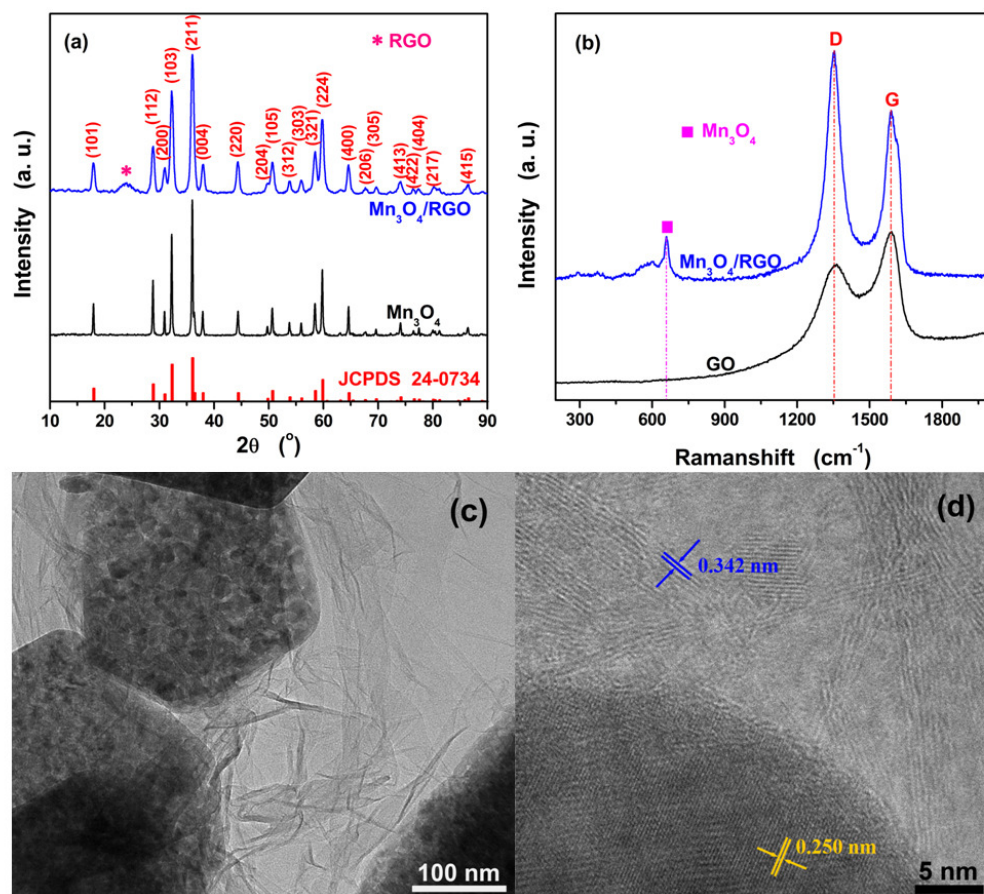 (a)
* RGO
(101)
(112)
(200)
(103)
(211)
(004)
(220)
(204)
(105)
(312)
(303)
(321)
(224)
(400)
(206)
(305)
(413)
(422)
(404)
(217)
(415)
Mn₃O₄/RGO
Mn₃O₄
JCPDS 24-0734
Intensity (a. u.)
10 20 30 40 50 60 70 80 90
2θ (°)
(b)
D
G
■ Mn₃O₄
Mn₃O₄/RGO
GO
Intensity (a. u.)
300 600 900 1200 1500 1800
Ramanshift (cm⁻¹)
(c)
100 nm
(d)
0.342 nm
0.250 nm
5 nm